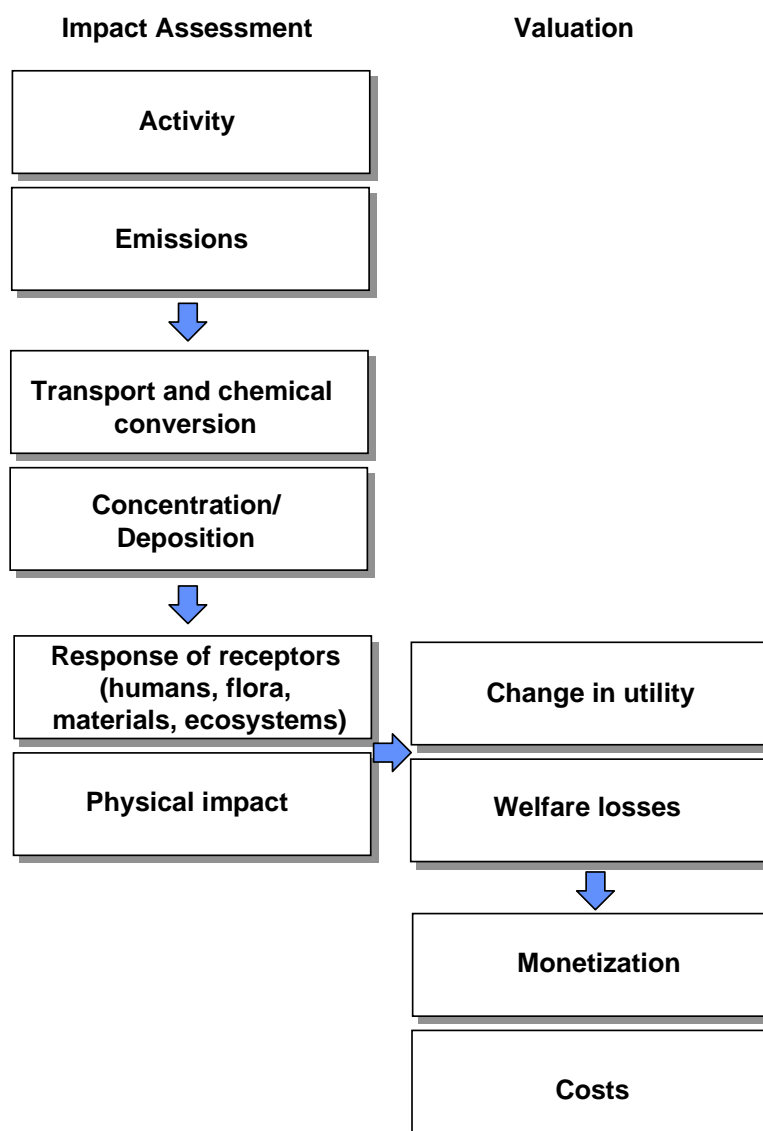 Impact Assessment
Valuation
Activity
Emissions
Transport and chemical
conversion
Concentration/
Deposition
Response of receptors
(humans, flora,
materials, ecosystems)
Physical impact
Change in utility
Welfare losses
Monetization
Costs